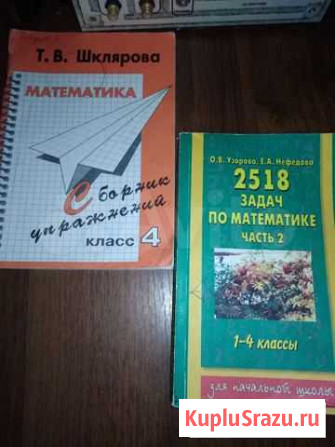 Т. В. Шклярова
МАТЕМАТИКА
Сборник
упражнений
класс 4
О.В. Узорова, Е.А. Нефедова
2518
ЗАДАЧ
ПО МАТЕМАТИКЕ
ЧАСТЬ 2
1-4 классы
для начальной школы
KupluSrazu.ru